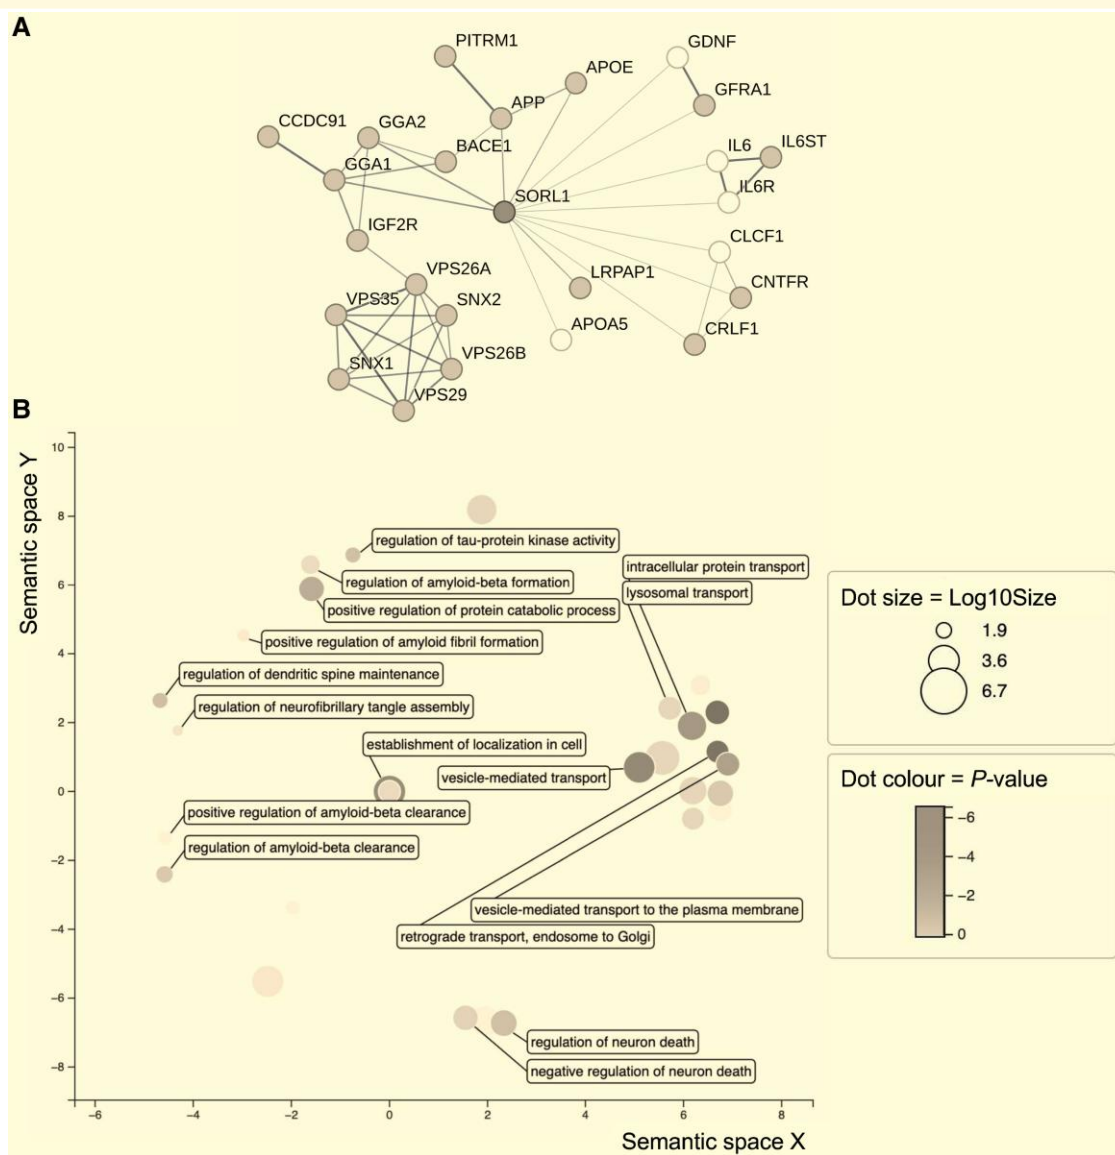 A
PITRM1
GDNF
APOE
GFRA1
APP
CCDC91
GGA2
BACE1
IL6
IL6ST
GGA1
IL6R
SORL1
IGF2R
CLCF1
VPS26A
LRPAP1
CNTFR
VPS35
SNX2
APOA5
CRLF1
SNX1
VPS26B
VPS29
B
Semantic space Y
10
8
6
4
2
0
−2
−4
−6
−8
regulation of tau-protein kinase activity
intracellular protein transport
regulation of amyloid-beta formation
lysosomal transport
positive regulation of protein catabolic process
positive regulation of amyloid fibril formation
regulation of dendritic spine maintenance
regulation of neurofibrillary tangle assembly
establishment of localization in cell
vesicle-mediated transport
positive regulation of amyloid-beta clearance
regulation of amyloid-beta clearance
vesicle-mediated transport to the plasma membrane
retrograde transport, endosome to Golgi
regulation of neuron death
negative regulation of neuron death
−6
−4
−2
0
2
4
6
8
Semantic space X
Dot size = Log10Size
1.9
3.6
6.7
Dot colour = P-value
−6
−4
−2
0